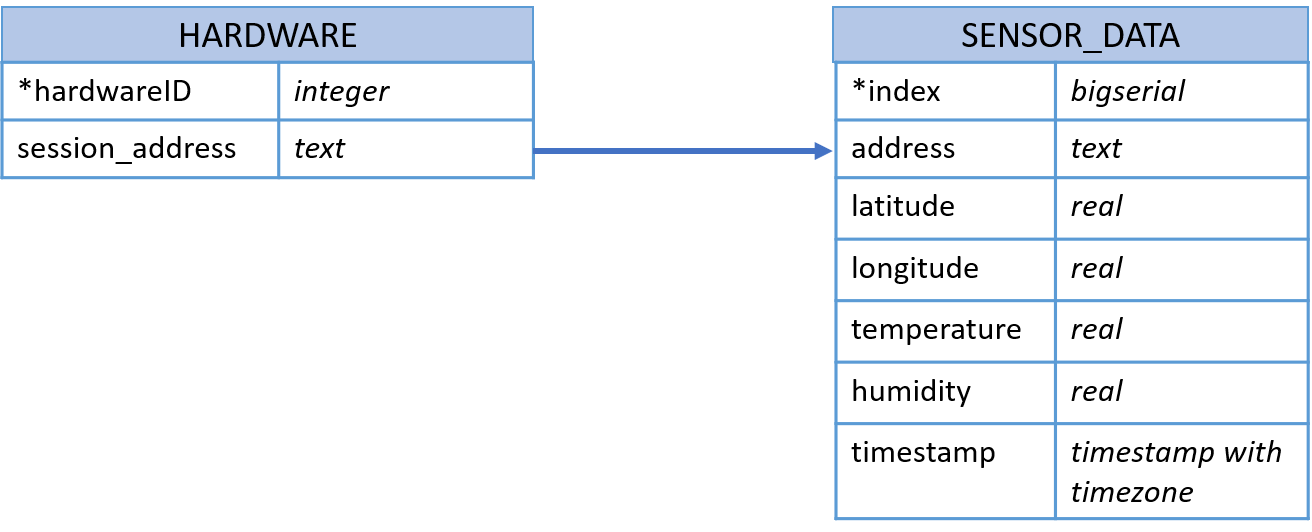 HARDWARE
*hardwareID integer
session_address text
SENSOR_DATA
*index bigserial
address text
latitude real
longitude real
temperature real
humidity real
timestamp timestamp with
timezone